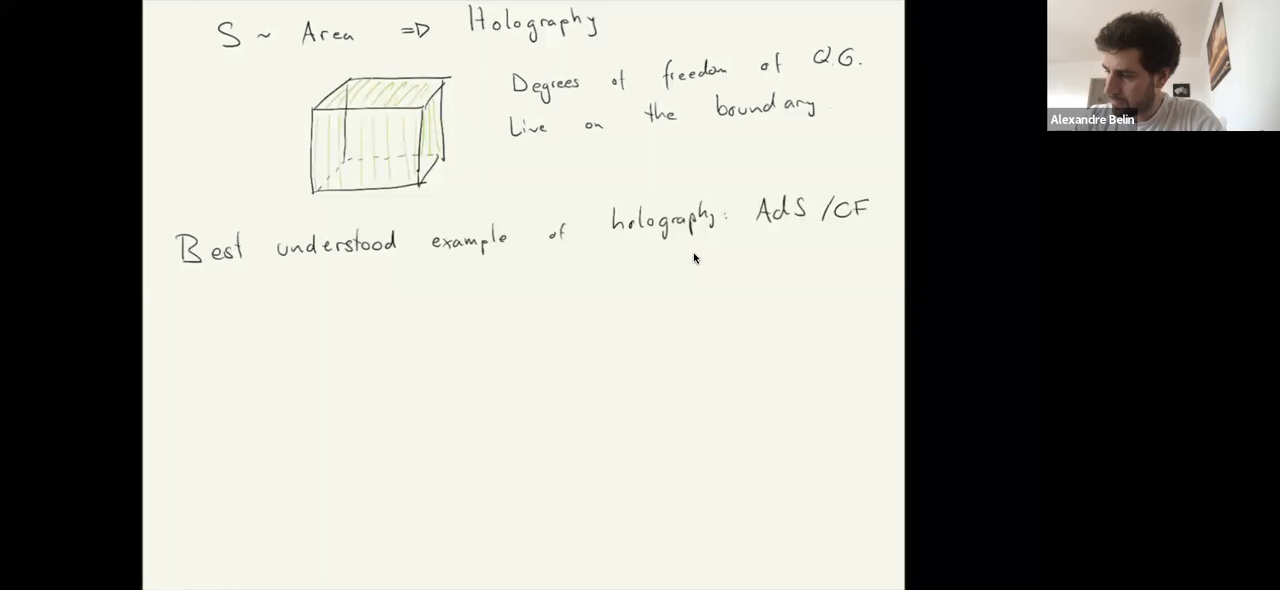 S ~ Area => Holography
Degrees of freedom of Q.G.
Live on the boundary
Best understood example of holography: AdS/CF
Alexandre Belin